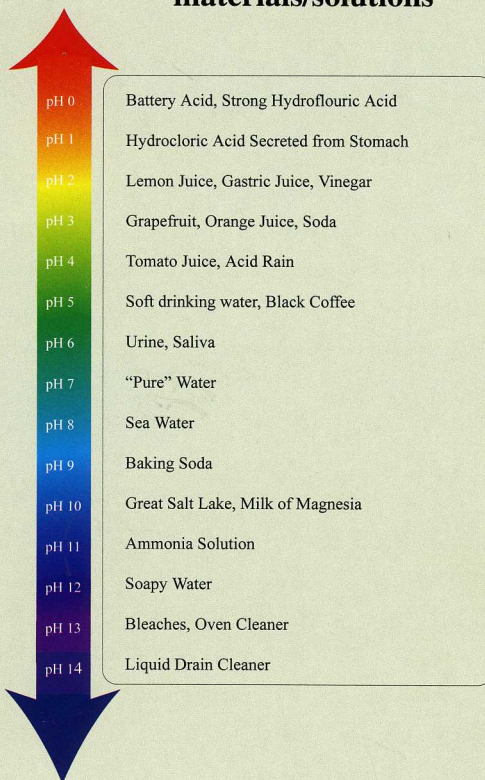 materials/solutions
pH 0 Battery Acid, Strong Hydroflouric Acid
pH 1 Hydrocloric Acid Secreted from Stomach
pH 2 Lemon Juice, Gastric Juice, Vinegar
pH 3 Grapefruit, Orange Juice, Soda
pH 4 Tomato Juice, Acid Rain
pH 5 Soft drinking water, Black Coffee
pH 6 Urine, Saliva
pH 7 “Pure” Water
pH 8 Sea Water
pH 9 Baking Soda
pH 10 Great Salt Lake, Milk of Magnesia
pH 11 Ammonia Solution
pH 12 Soapy Water
pH 13 Bleaches, Oven Cleaner
pH 14 Liquid Drain Cleaner